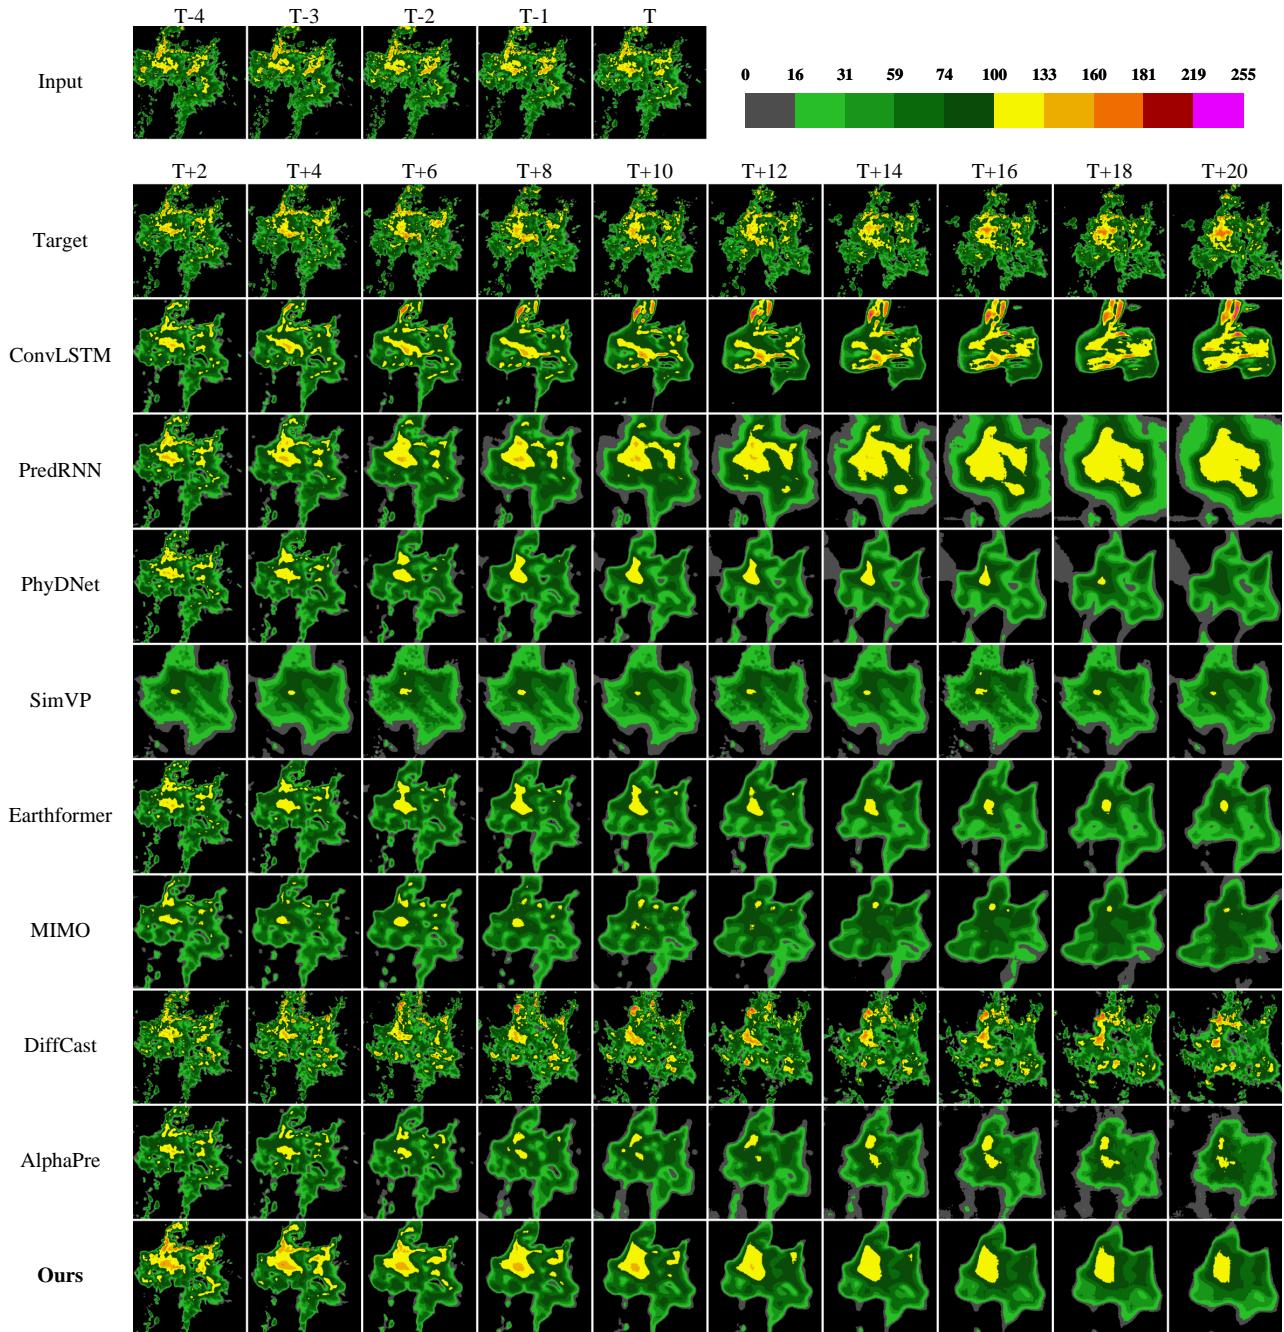 T-4 T-3 T-2 T-1 T
Input
0 16 31 59 74 100 133 160 181 219 255
T+2 T+4 T+6 T+8 T+10 T+12 T+14 T+16 T+18 T+20
Target
ConvLSTM
PredRNN
PhyDNet
SimVP
Earthformer
MIMO
DiffCast
AlphaPre
Ours